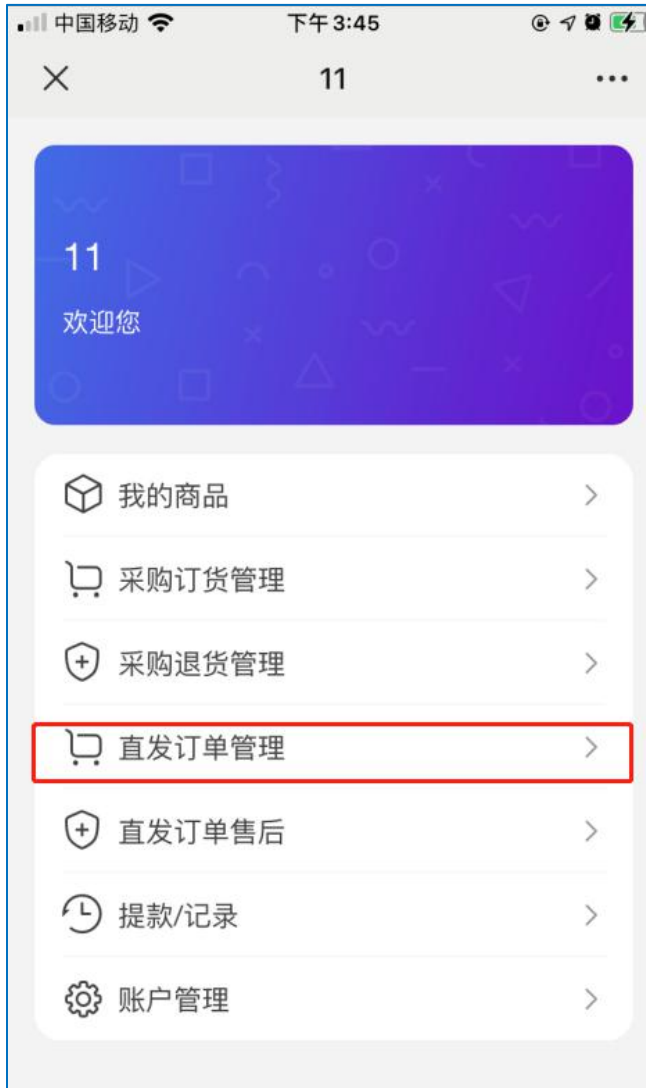 中国移动 下午 3:45
11
11
欢迎您
我的商品
采购订货管理
采购退货管理
直发订单管理
直发订单售后
提款/记录
账户管理